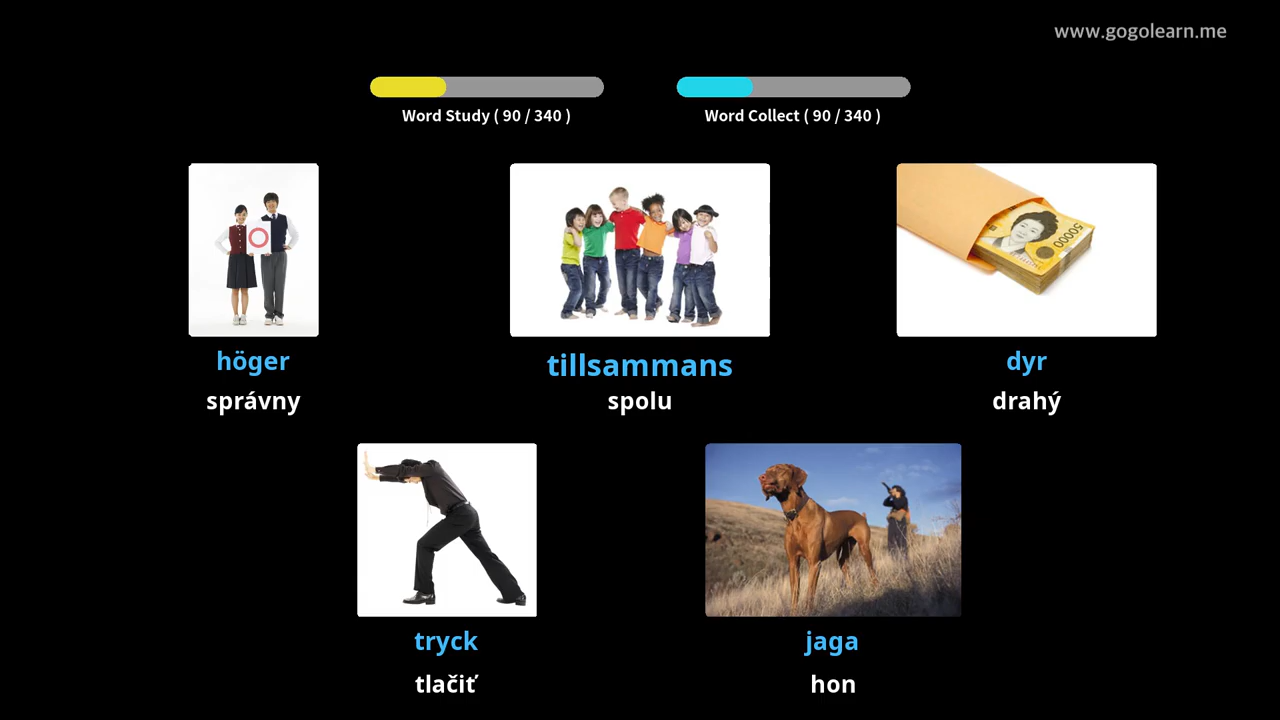 www.gogolearn.me
Word Study ( 90 / 340 )
Word Collect ( 90 / 340 )
höger
správny
tillsammans
spolu
50000
dyr
drahý
tryck
tlačiť
jaga
hon